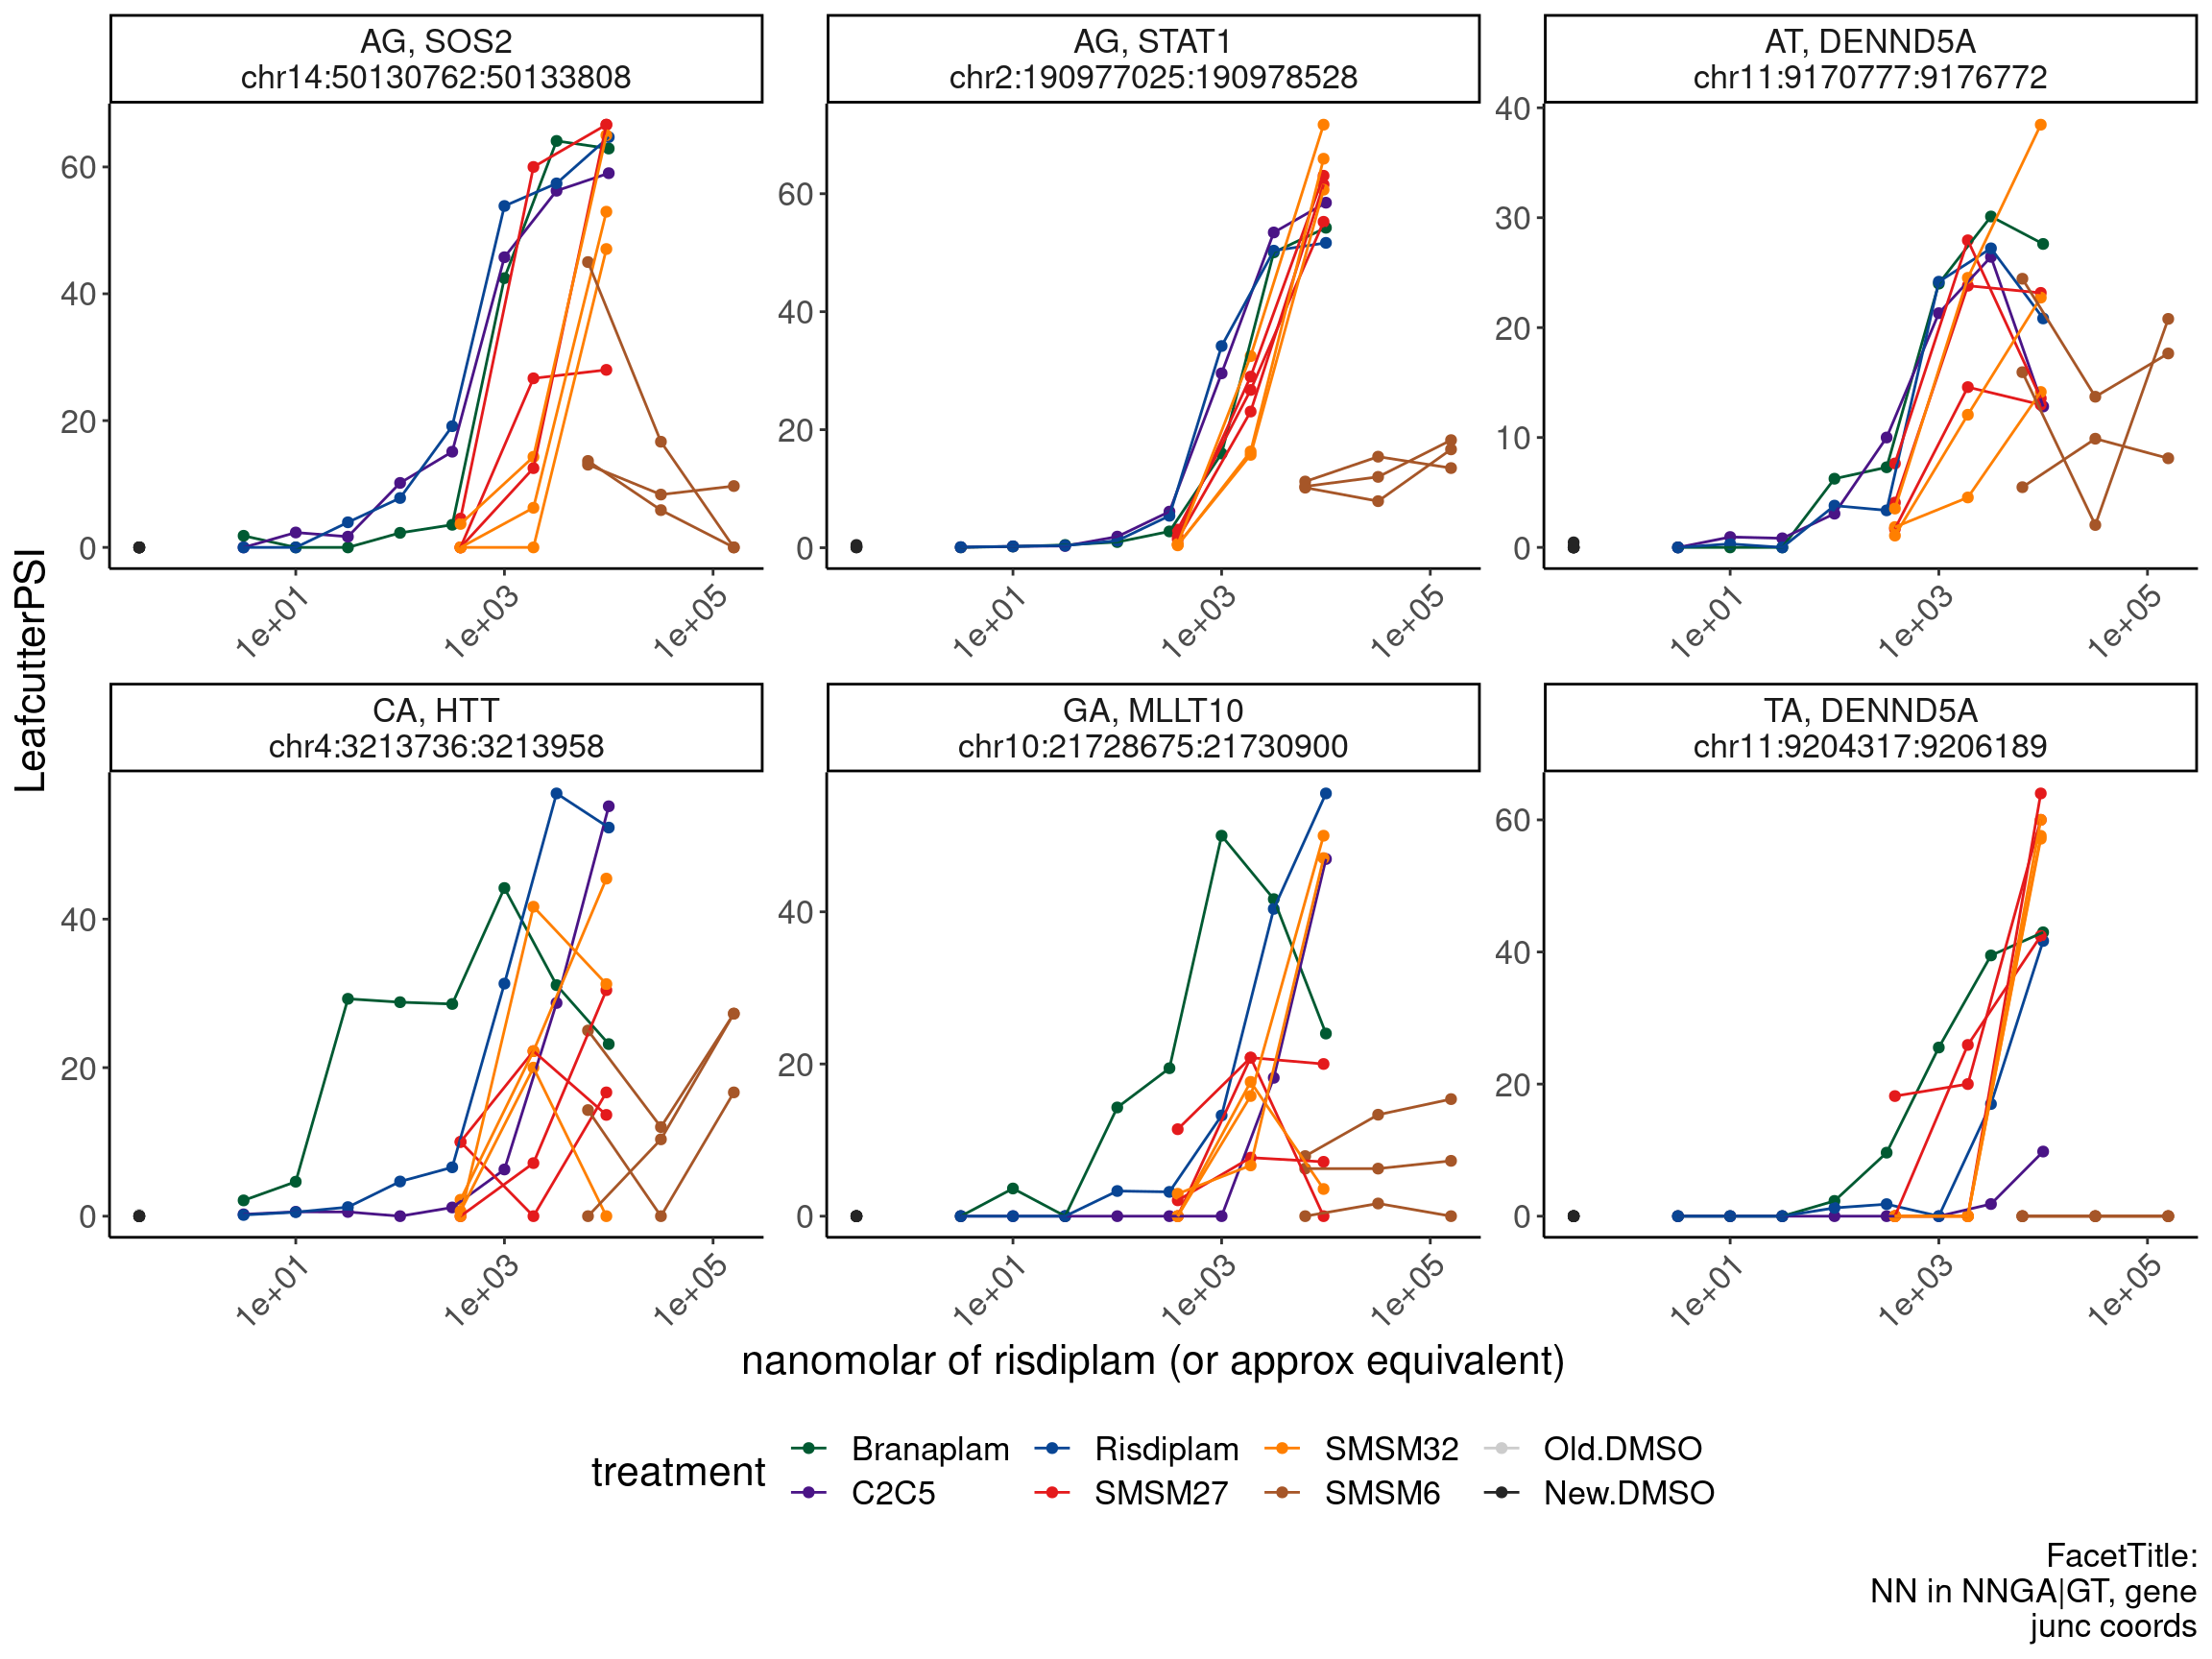 AG, SOS2
chr14:50130762:50133808
AG, STAT1
chr2:190977025:190978528
AT, DENND5A
chr11:9170777:9176772
60
40
20
0
60
40
20
0
40
30
20
10
0
1e+01
1e+03
1e+05
1e+01
1e+03
1e+05
1e+01
1e+03
1e+05
LeafcutterPSI
CA, HTT
chr4:3213736:3213958
GA, MLLT10
chr10:21728675:21730900
TA, DENND5A
chr11:9204317:9206189
40
20
0
40
20
0
60
40
20
0
1e+01
1e+03
1e+05
1e+01
1e+03
1e+05
1e+01
1e+03
1e+05
nanomolar of risdiplam (or approx equivalent)
treatment
Branaplam
Risdiplam
SMSM32
Old.DMSO
C2C5
SMSM27
SMSM6
New.DMSO
FacetTitle:
NN in NNGA|GT, gene
junc coords